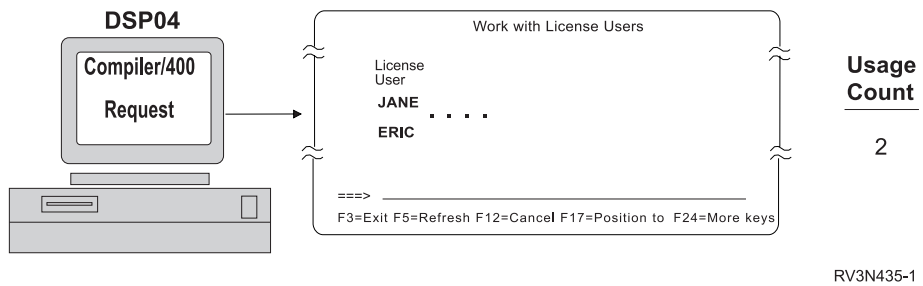 DSP04
Compiler/400
Request
Work with License Users
License
User
JANE
. . . .
ERIC
===>
F3=Exit F5=Refresh F12=Cancel F17=Position to F24=More keys
Usage
Count
2
RV3N435-1